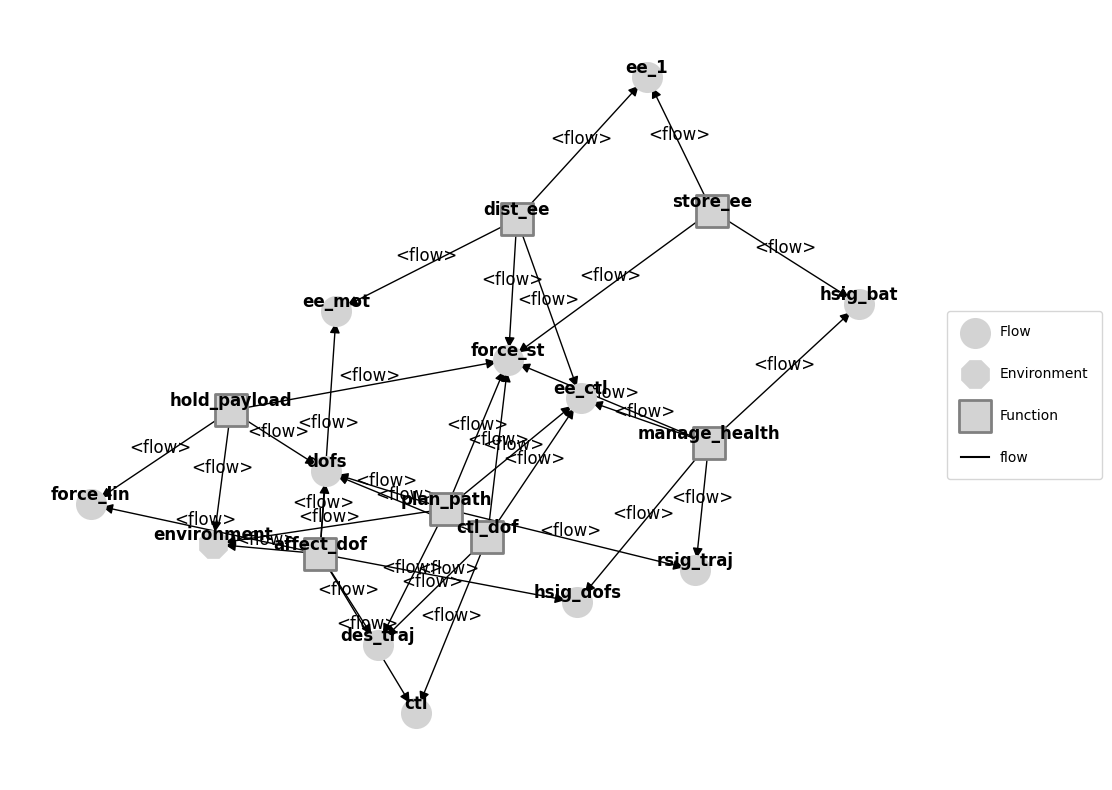 ee_1
<flow>
<flow>
dist_ee
store_ee
<flow>
<flow>
<flow>
<flow>
<flow>
ee_mot
hsig_bat
force_st
<flow>
<flow>
<flow>
ee_ctl
hold_payload
<flow>
<flow>
<flow>
<flow>
manage_health
<flow>
<flow>
<flow>
<flow>
dofs
<flow>
<flow>
<flow>
force_lin
<flow>
plan_path
<flow>
<flow>
<flow>
<flow>
environment
<flow>
affect_dof
ctl_dof
<flow>
rsig_traj
<flow>
<flow>
<flow>
<flow>
hsig_dofs
<flow>
<flow>
des_traj
ctl
Flow
Environment
Function
flow